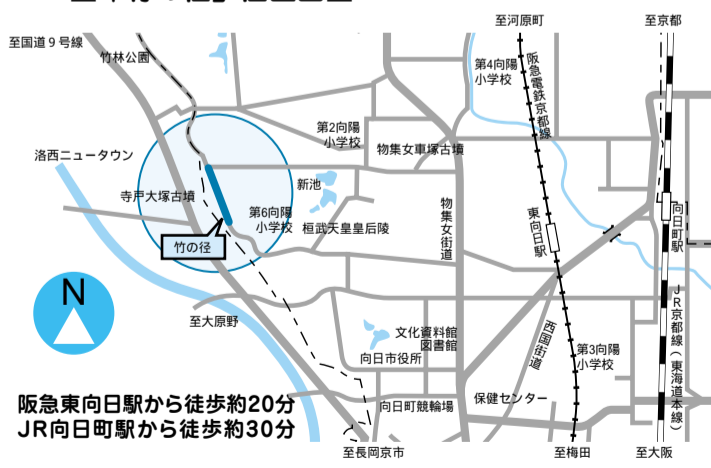 至河原町
至京都
至国道9号線
竹林公園
第4向陽
小学校
阪急電鉄京都線
第2向陽
小学校
物集女車塚古墳
洛西ニュータウン
新池
寺戸大塚古墳
第6向陽
小学校
桓武天皇皇后陵
物集女街道
東向日駅
向日町駅
竹の径
N
至大原野
文化資料館
図書館
向日市役所
西国街道
第3向陽
小学校
JR京都線(東海道本線)
保健センター
向日町競輪場
阪急東向日駅から徒歩約20分
JR向日町駅から徒歩約30分
至長岡京市
至梅田
至大阪